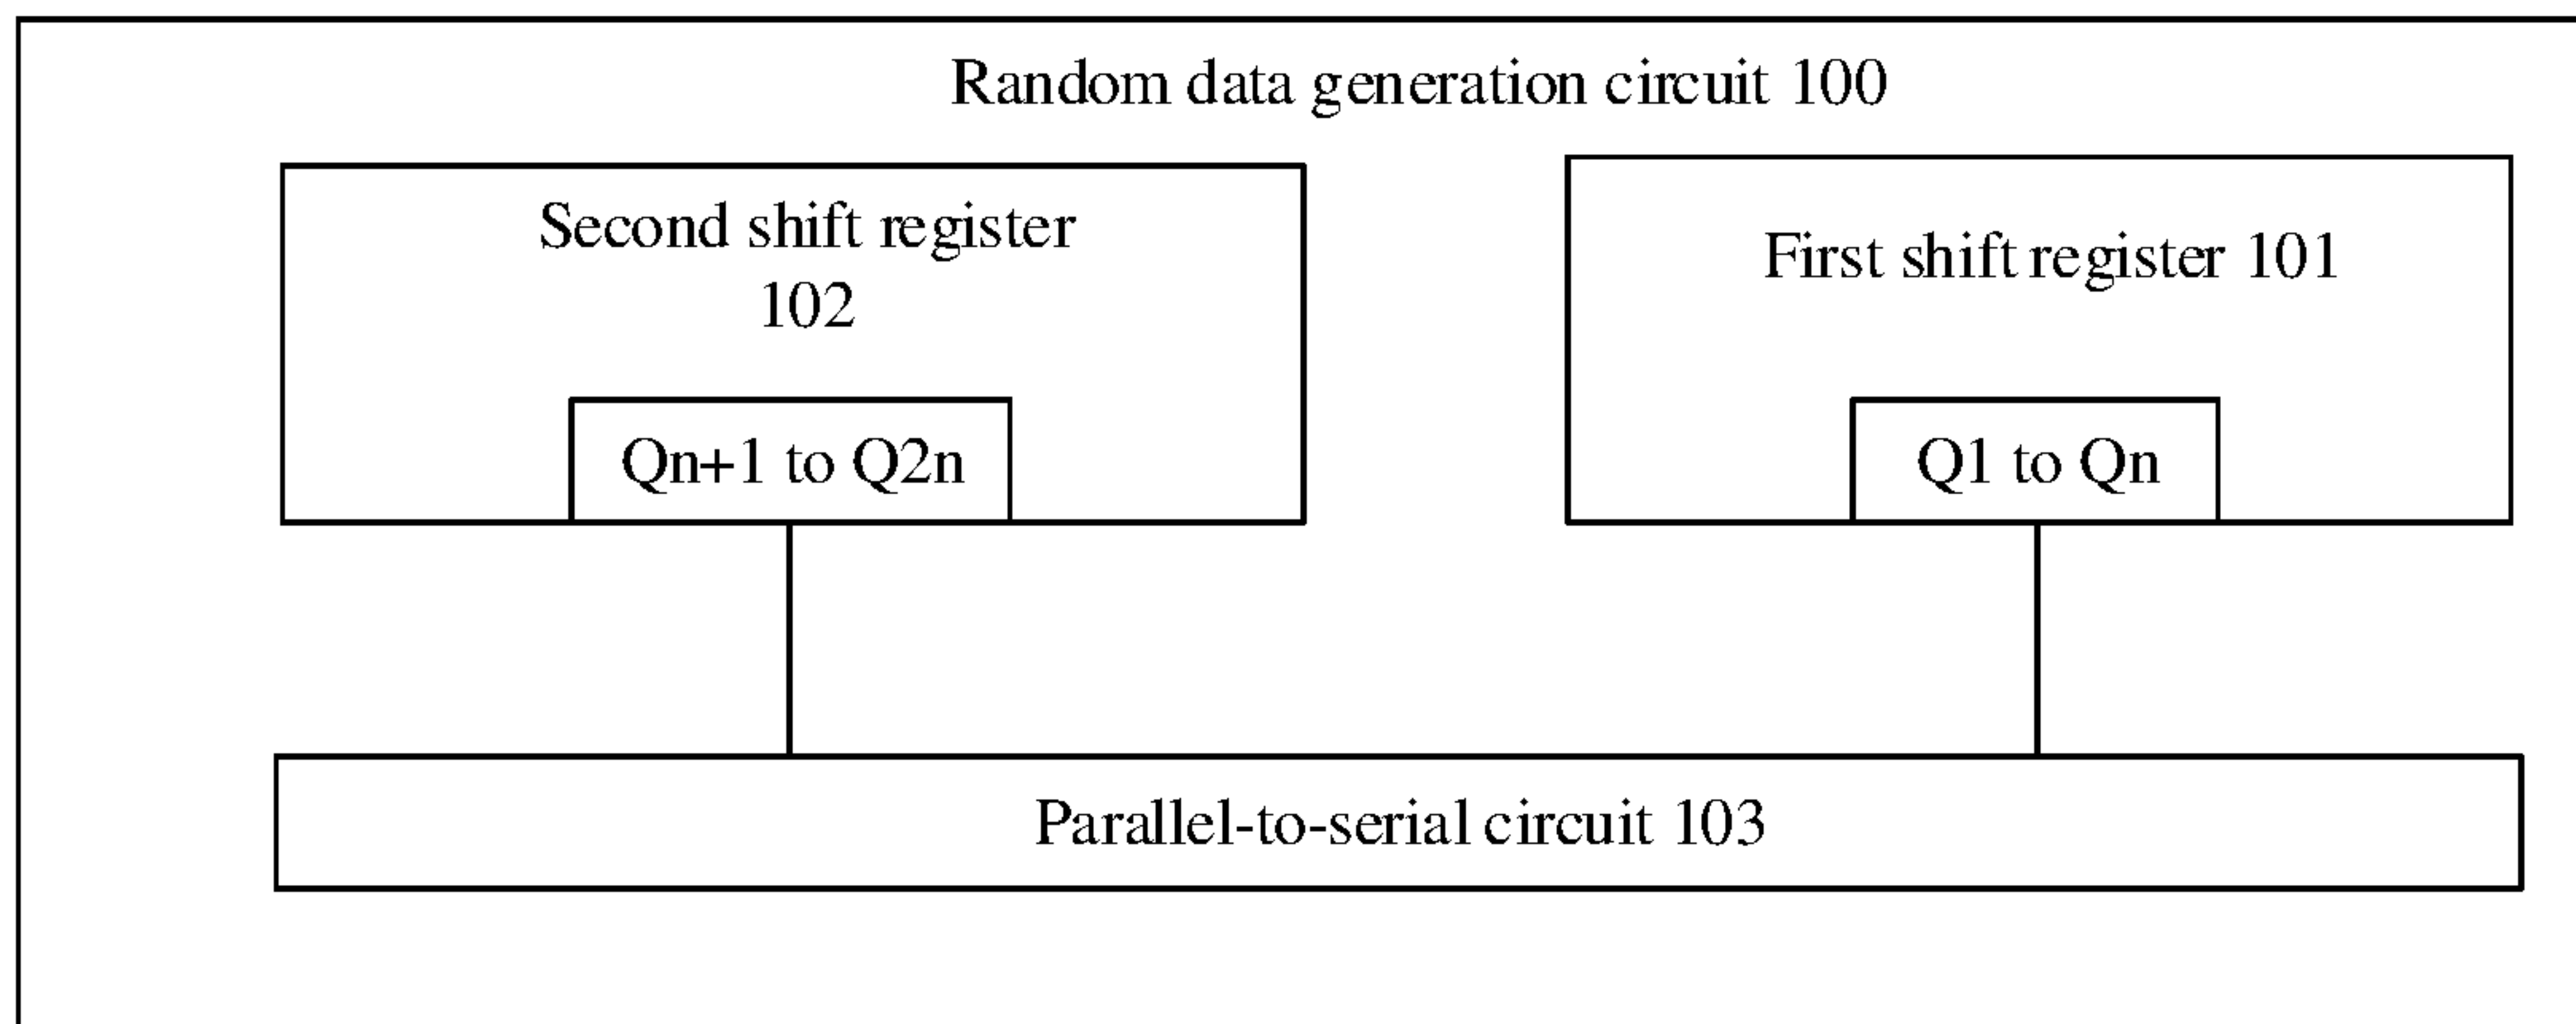 Random data generation circuit 100
Second shift register
102
First shift register 101
Qn+1 to Q2n
Q1 to Qn
Parallel-to-serial circuit 103